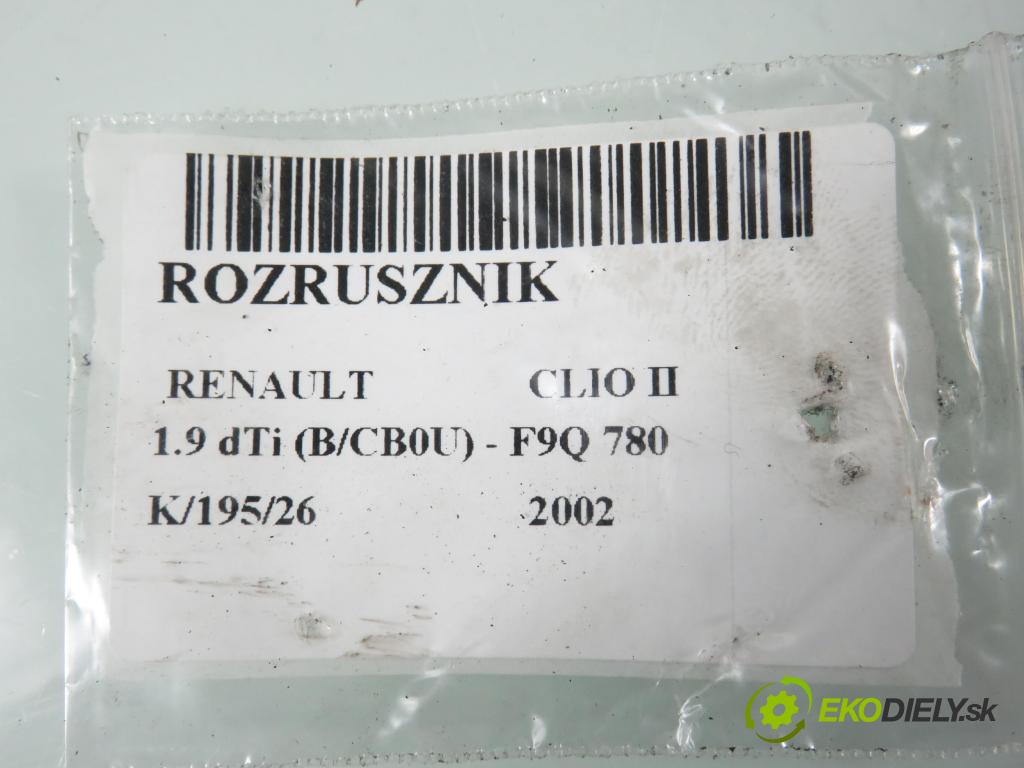 ROZRUSZNIK
RENAULT CLIO II
1.9 dTi (B/CB0U) - F9Q 780
K/195/26 2002
EKODIELY.sk